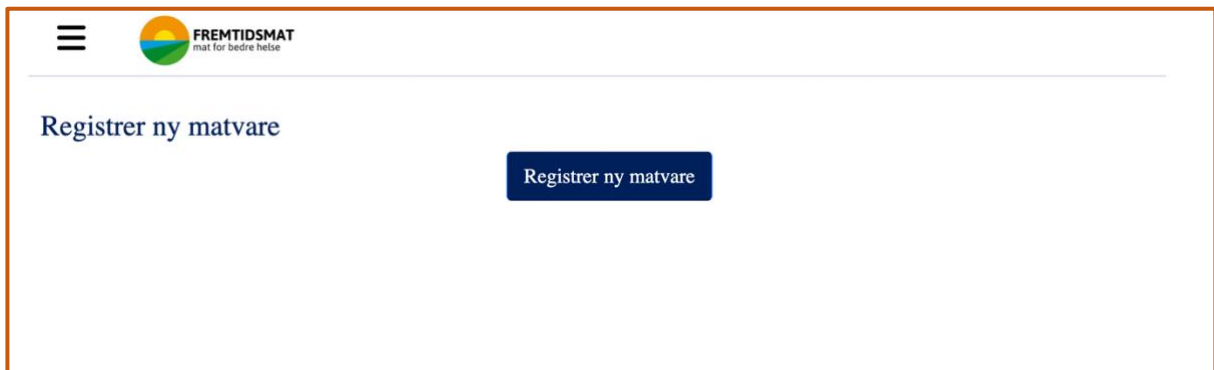 FREMTIDSMAT
mat for bedre helse
Registrer ny matvare
Registrer ny matvare